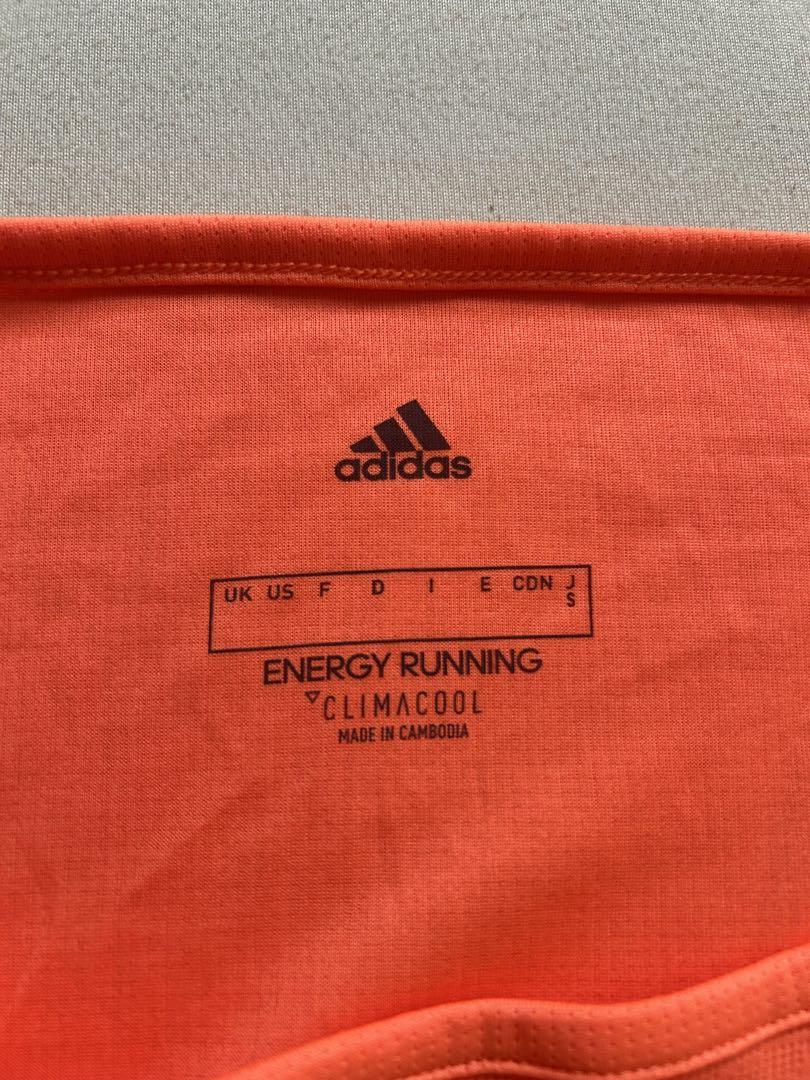 adidas
UK US F D I E CDN J
S
ENERGY RUNNING
CLIMACOOL
MADE IN CAMBODIA